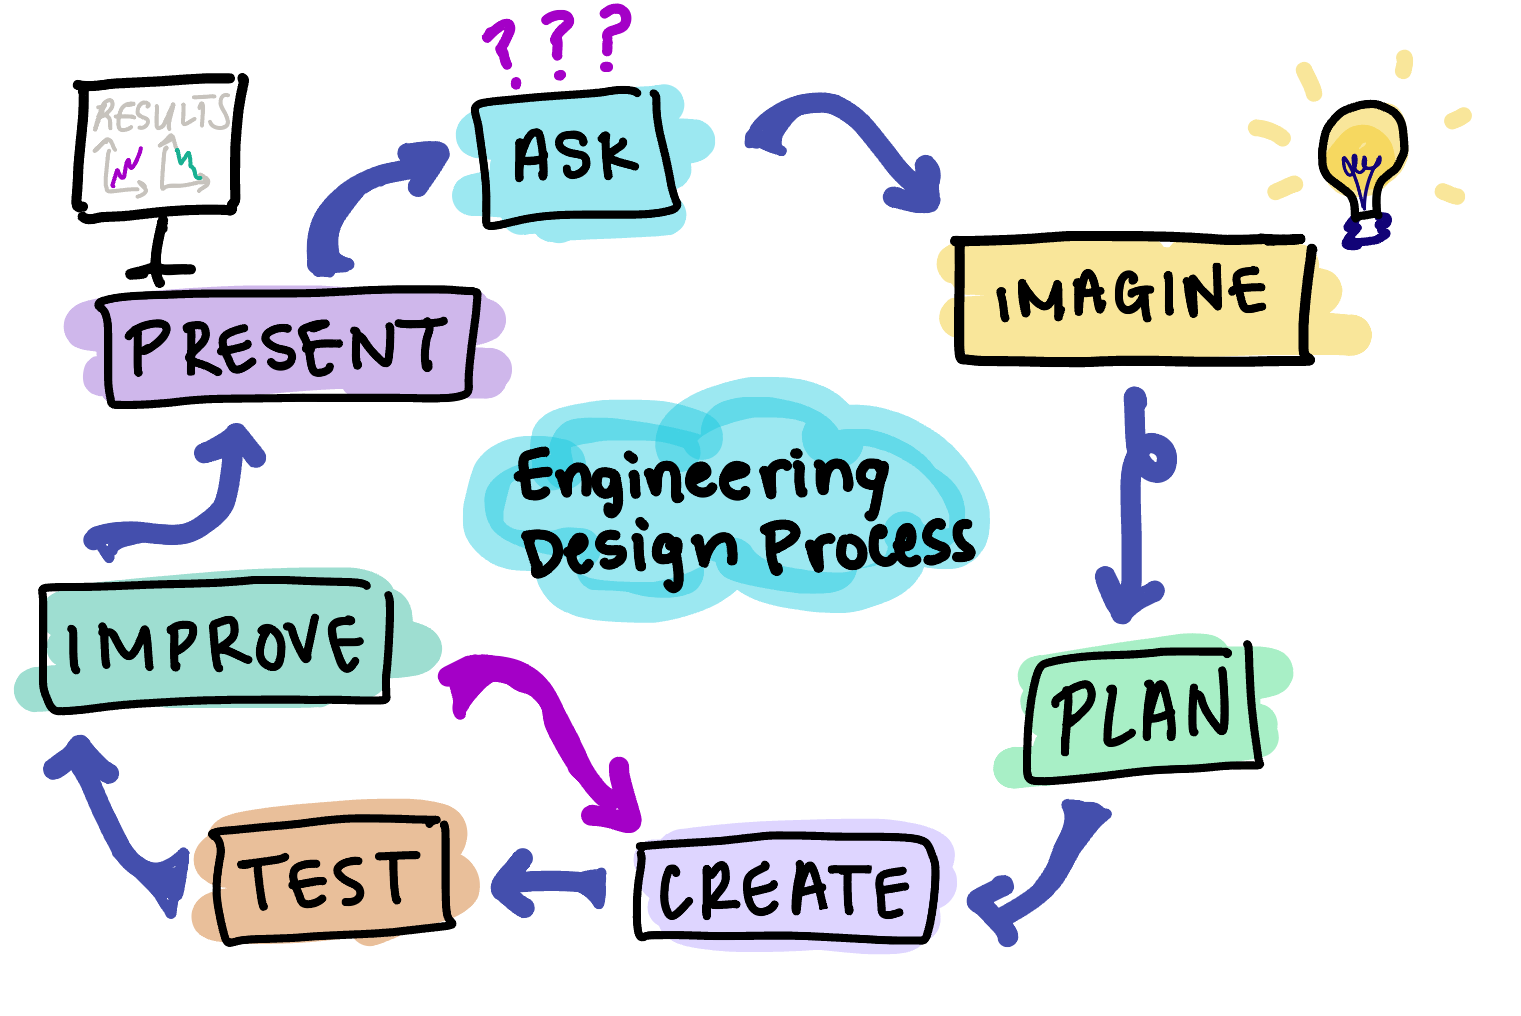 ? ? ?
ASK
IMAGINE
PLAN
CREATE
TEST
IMPROVE
PRESENT
RESULTS
Engineering
Design Process